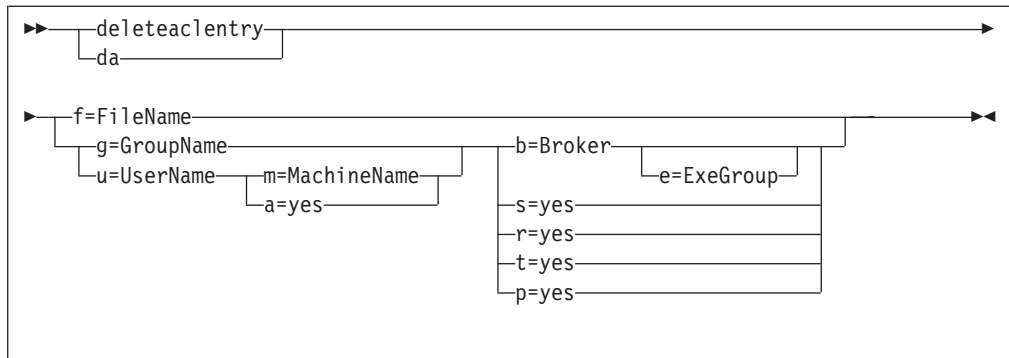 deleteaclentry
da
f=FileName
g=GroupName b=Broker
u=UserName m=MachineName e=ExeGroup
a=yes s=yes
r=yes
t=yes
p=yes